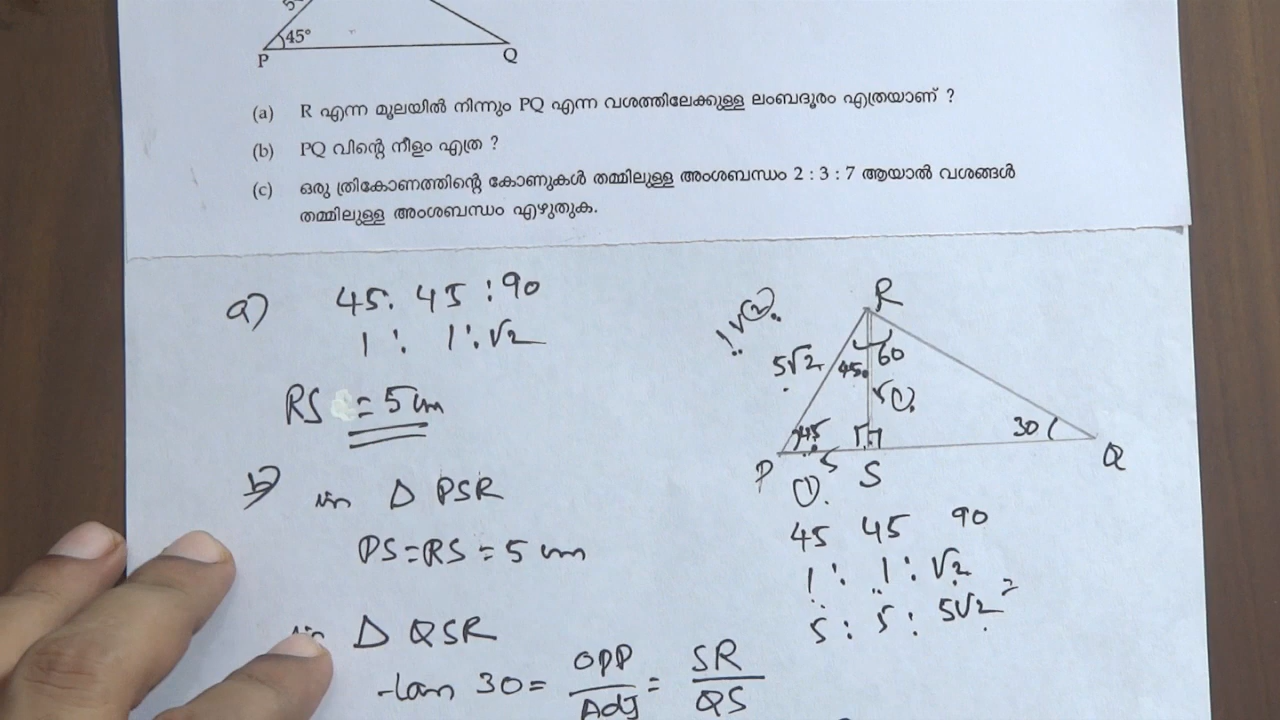 45°
P
Q
(a) R എന്ന മൂലയിൽ നിന്നും PQ എന്ന വശത്തിലേക്കുള്ള ലംബദൂരം എത്രയാണ് ?
(b) PQ വിന്റെ നീളം എത്ര ?
(c) ഒരു ത്രികോണത്തിന്റെ കോണുകൾ തമ്മിലുള്ള അംശബന്ധം 2 : 3 : 7 ആയാൽ വശങ്ങൾ
തമ്മിലുള്ള അംശബന്ധം എഴുതുക.
a) 45 : 45 : 90
1 : 1 : √2
RS = 5 cm
b) in Δ PSR
PS = RS = 5 cm
Δ QSR
tan 30 = OPP/Adj = SR/QS
R
5√2
45
60
45
30
P
5
S
Q
1
45 45 90
1 : 1 : √2
5 : 5 : 5√2